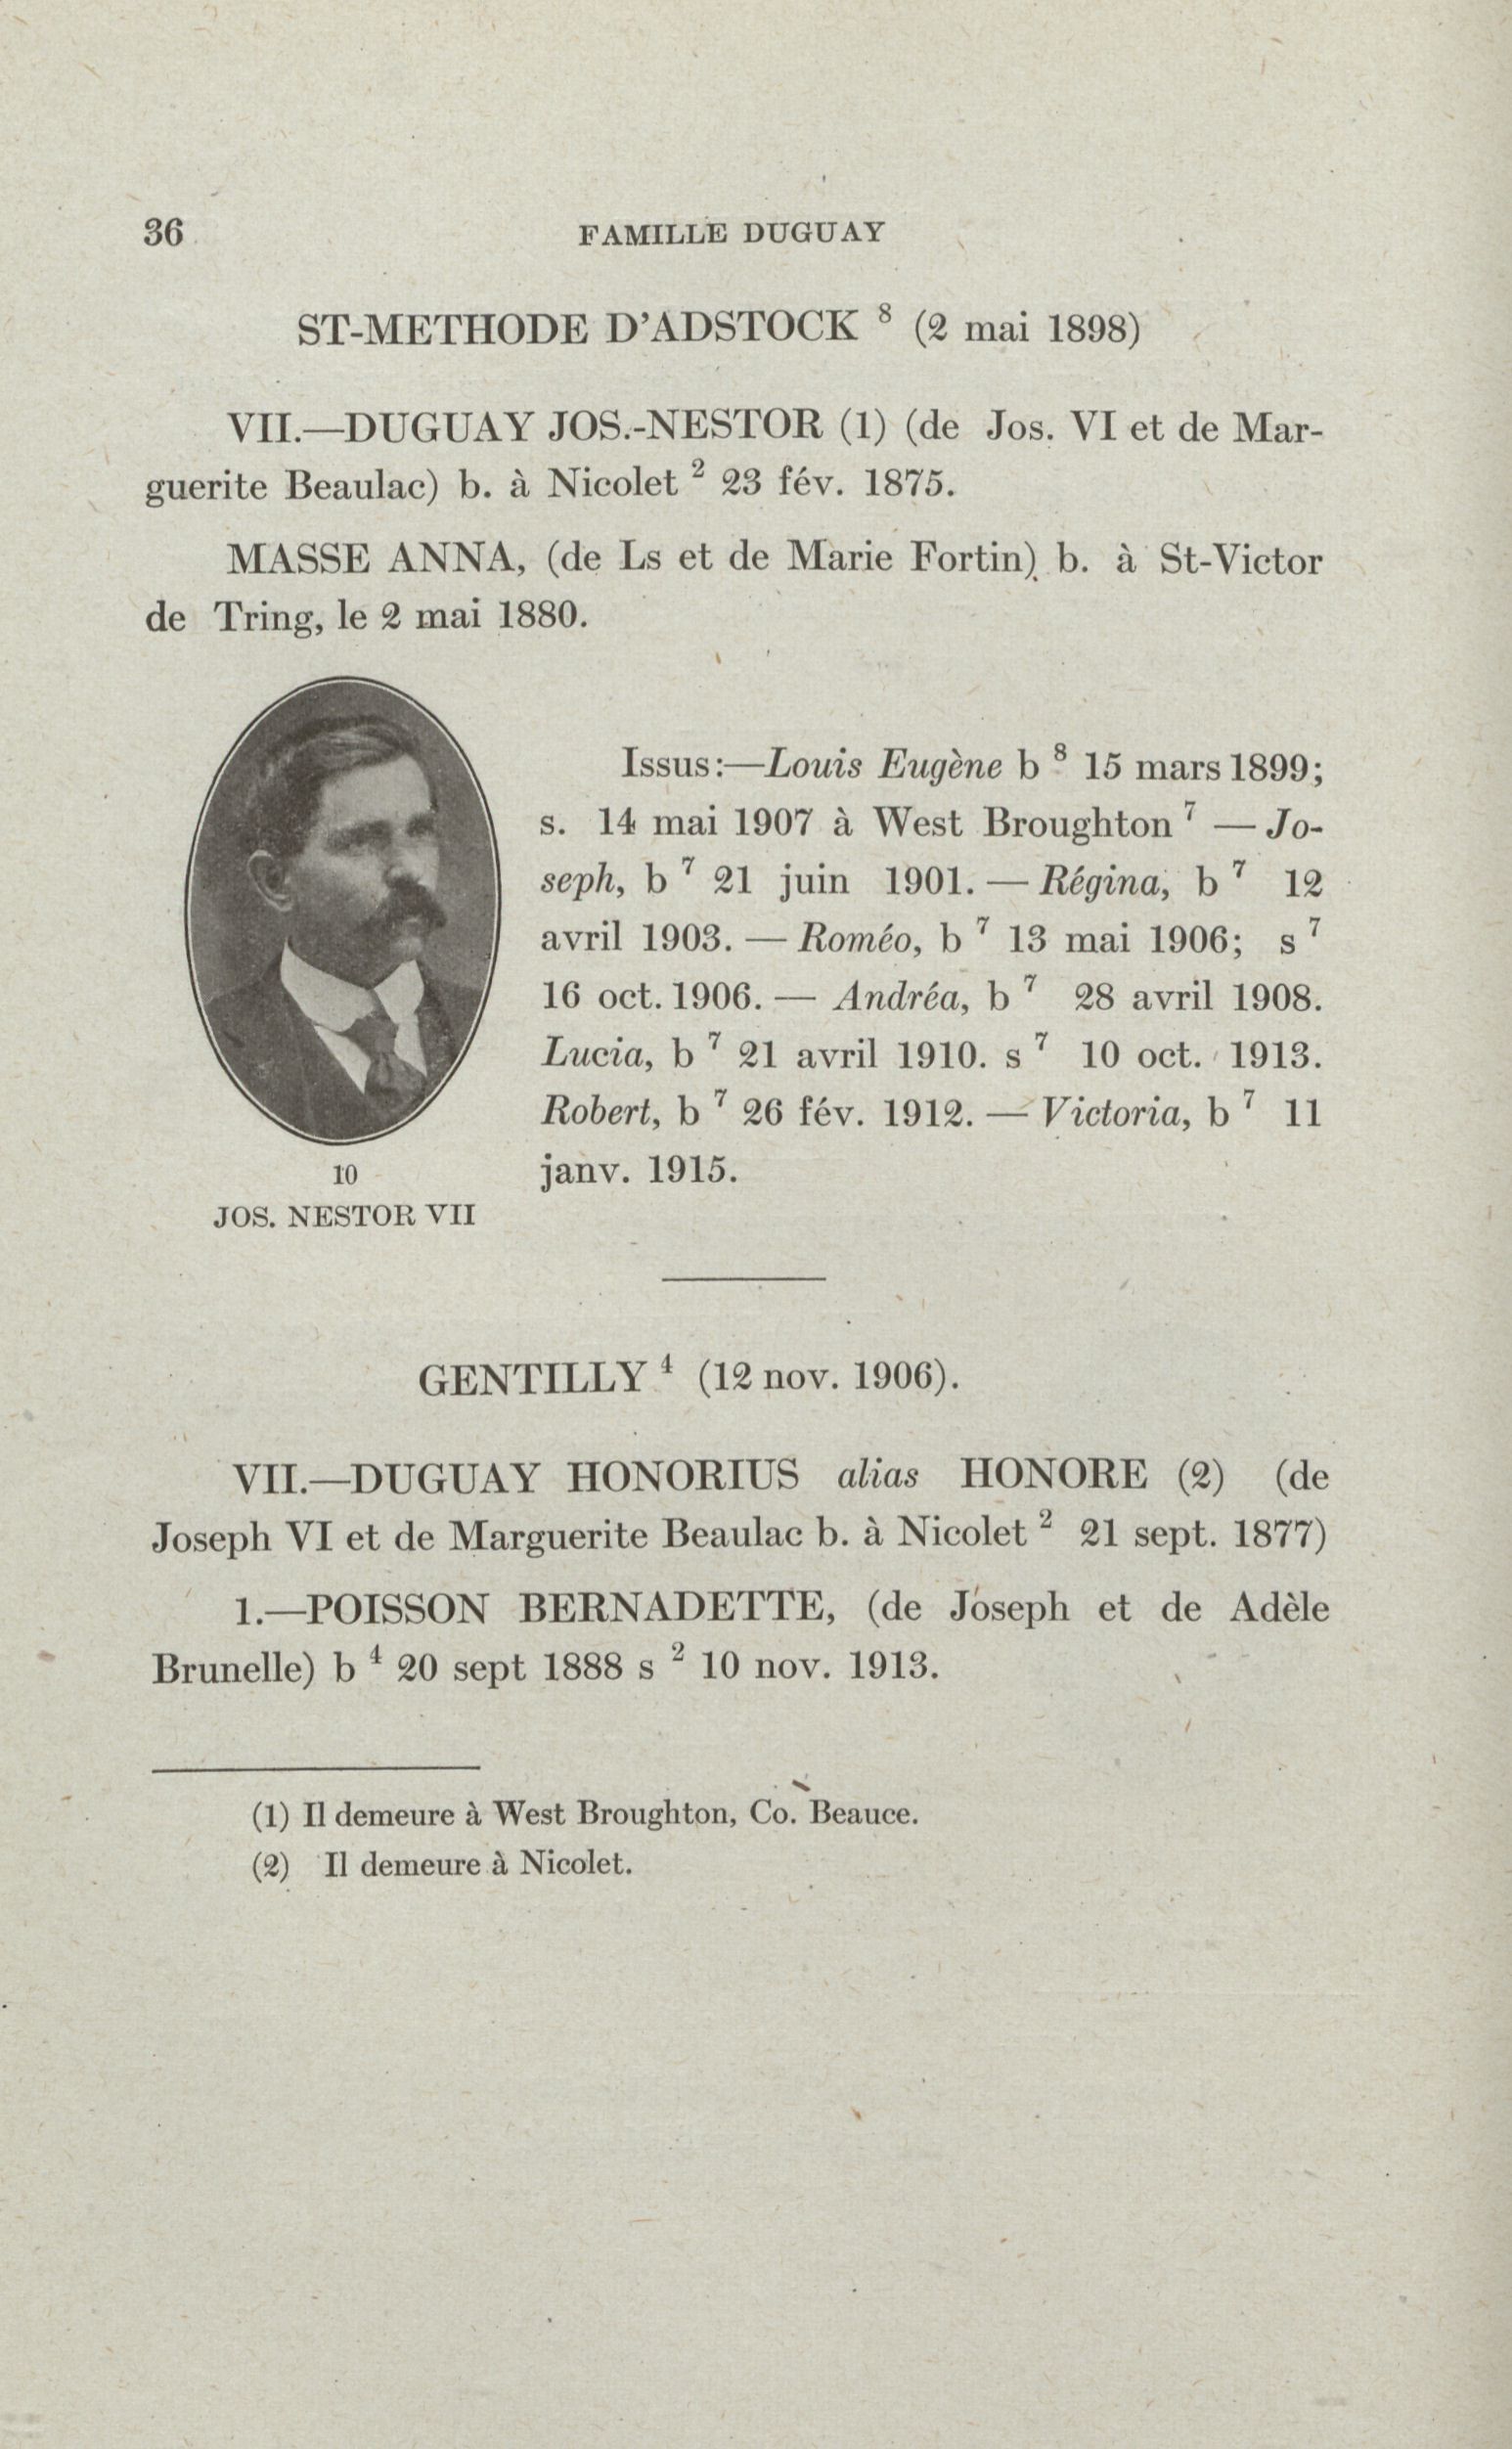 36 FAMILLE DUGUAY
ST-METHODE D'ADSTOCK ⁸ (2 mai 1898)
VII.—DUGUAY JOS.-NESTOR (1) (de Jos. VI et de Mar-
guerite Beaulac) b. à Nicolet ² 23 fév. 1875.
MASSE ANNA, (de Ls et de Marie Fortin) b. à St-Victor
de Tring, le 2 mai 1880.
Issus:—Louis Eugène b ⁸ 15 mars 1899;
s. 14 mai 1907 à West Broughton ⁷ — Jo-
seph, b ⁷ 21 juin 1901. — Régina, b ⁷ 12
avril 1903. — Roméo, b ⁷ 13 mai 1906; s ⁷
16 oct. 1906. — Andréa, b ⁷ 28 avril 1908.
Lucia, b ⁷ 21 avril 1910. s ⁷ 10 oct. 1913.
Robert, b ⁷ 26 fév. 1912. — Victoria, b ⁷ 11
janv. 1915.
10
JOS. NESTOR VII
GENTILLY ⁴ (12 nov. 1906).
VII.—DUGUAY HONORIUS alias HONORE (2) (de
Joseph VI et de Marguerite Beaulac b. à Nicolet ² 21 sept. 1877)
1.—POISSON BERNADETTE, (de Joseph et de Adèle
Brunelle) b ⁴ 20 sept 1888 s ² 10 nov. 1913.
(1) Il demeure à West Broughton, Co. Beauce.
(2) Il demeure à Nicolet.